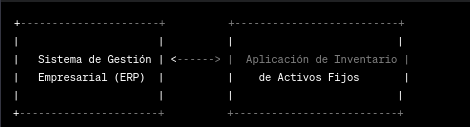 +----------------------+          +--------------------------+
|                      |          |                          |
|   Sistema de Gestión | <------> |  Aplicación de Inventario |
|   Empresarial (ERP)  |          |    de Activos Fijos       |
|                      |          |                          |
+----------------------+          +--------------------------+